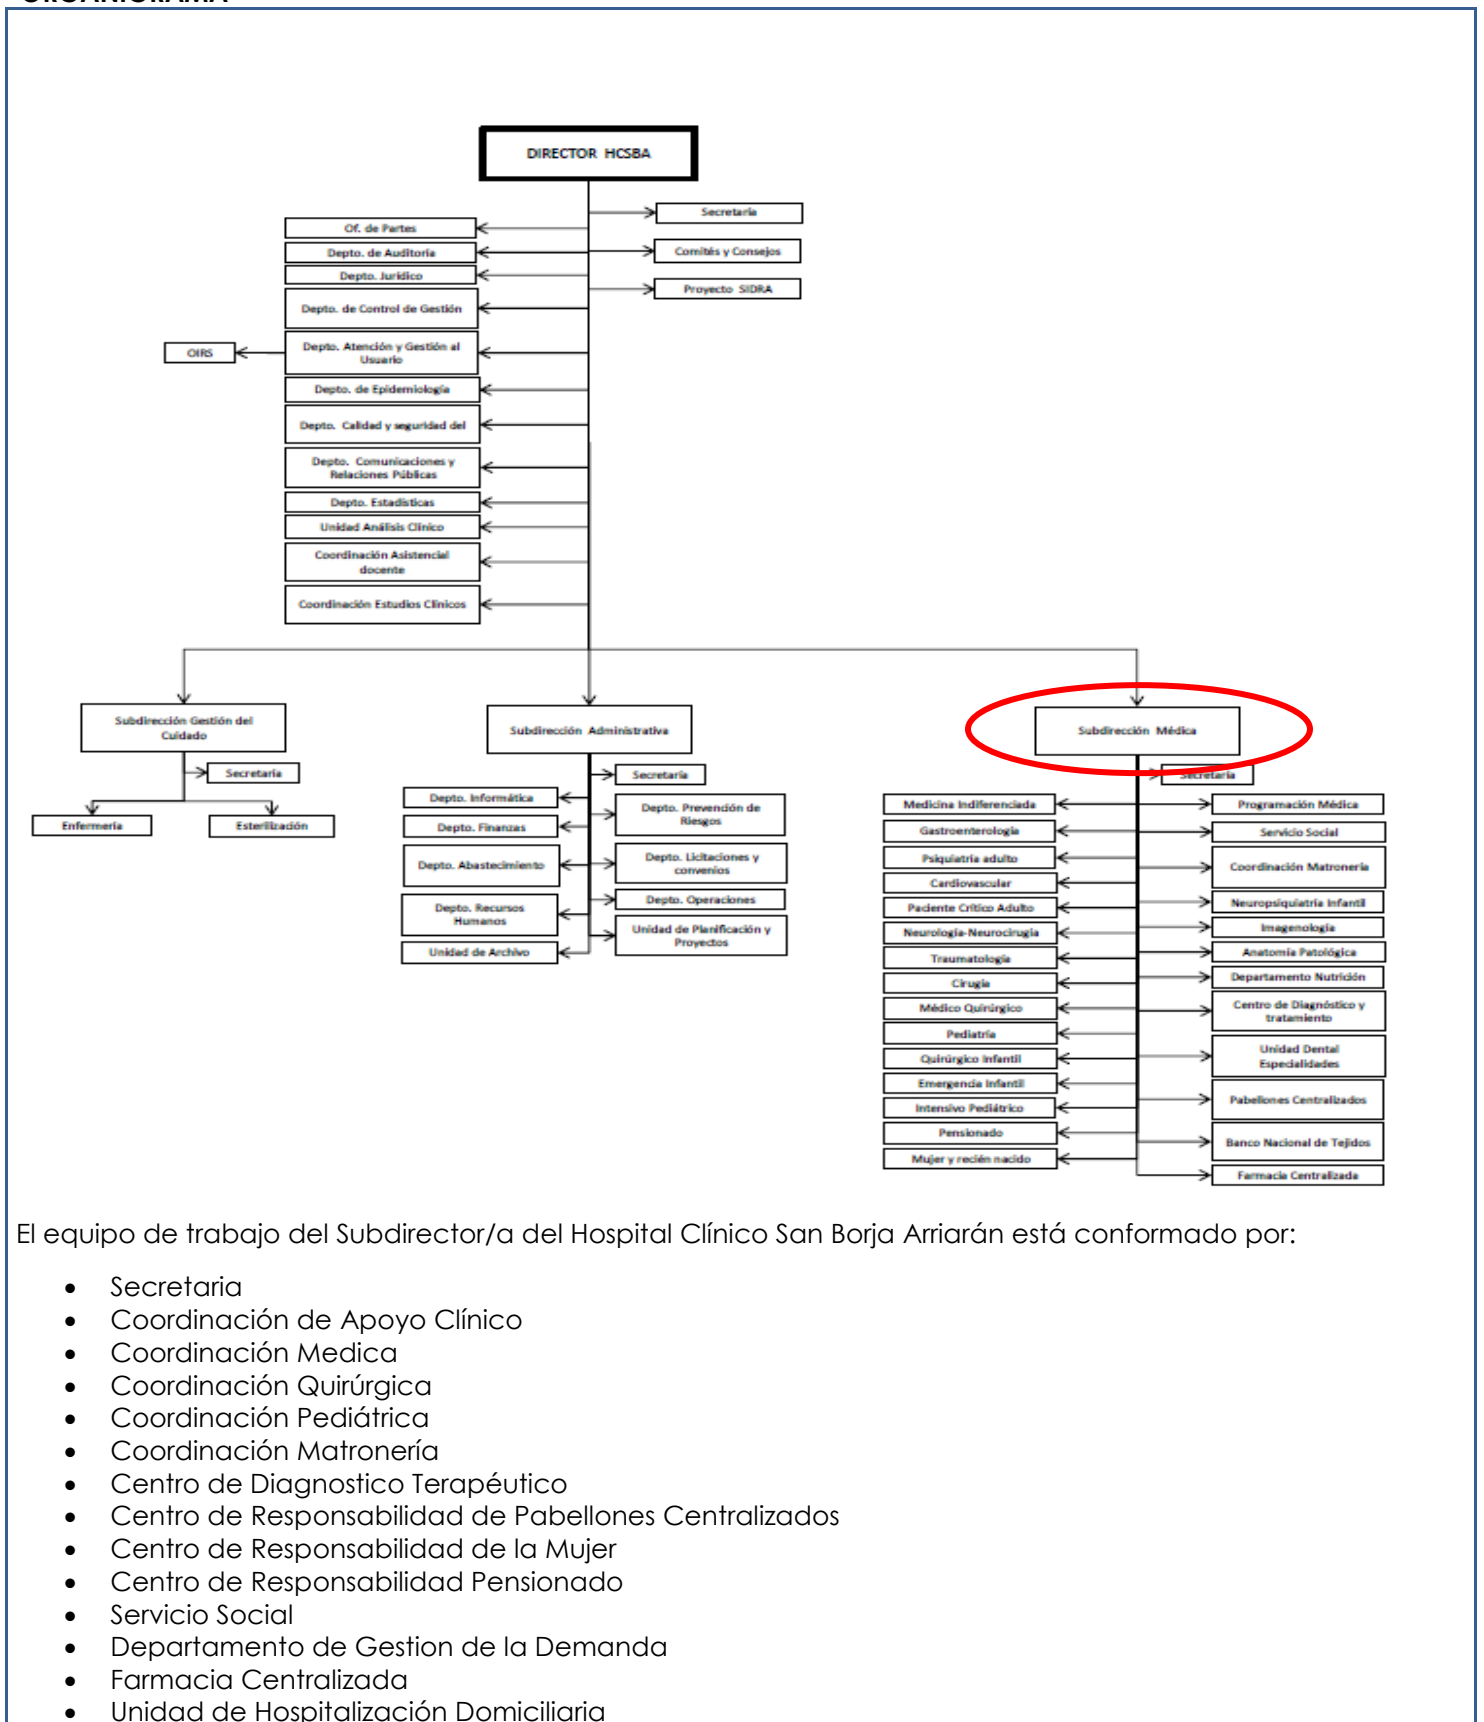 ORGANIGRAMA
DIRECTOR HCSBA
Secretaría
Of. de Partes
Comités y Consejos
Depto. de Auditoría
Depto. Jurídico
Proyecto SIDRA
Depto. de Control de Gestión
OIRS
Depto. Atención y Gestión al
Usuario
Depto. de Epidemiología
Depto. Calidad y seguridad del
Depto. Comunicaciones y
Relaciones Públicas
Depto. Estadísticas
Unidad Análisis Clínico
Coordinación Asistencial
docente
Coordinación Estudios Clínicos
Subdirección Gestión del
Cuidado
Secretaría
Enfermería
Esterilización
Subdirección Administrativa
Secretaría
Depto. Informática
Depto. Finanzas
Depto. Abastecimiento
Depto. Recursos
Humanos
Unidad de Archivo
Depto. Prevención de
Riesgos
Depto. Licitaciones y
convenios
Depto. Operaciones
Unidad de Planificación y
Proyectos
Subdirección Médica
Secretaría
Medicina Indiferenciada
Gastroenterología
Psiquiatría adulto
Cardiovascular
Paciente Crítico Adulto
Neurología-Neurocirugía
Traumatología
Cirugía
Médico Quirúrgico
Pediatría
Quirúrgico Infantil
Emergencia Infantil
Intensivo Pediátrico
Pensionado
Mujer y recién nacido
Programación Médica
Servicio Social
Coordinación Matronería
Neuropsiquiatría Infantil
Imagenología
Anatomía Patológica
Departamento Nutrición
Centro de Diagnóstico y
tratamiento
Unidad Dental
Especialidades
Pabellones Centralizados
Banco Nacional de Tejidos
Farmacia Centralizada
El equipo de trabajo del Subdirector/a del Hospital Clínico San Borja Arriarán está conformado por:
• Secretaria
• Coordinación de Apoyo Clínico
• Coordinación Medica
• Coordinación Quirúrgica
• Coordinación Pediátrica
• Coordinación Matronería
• Centro de Diagnostico Terapéutico
• Centro de Responsabilidad de Pabellones Centralizados
• Centro de Responsabilidad de la Mujer
• Centro de Responsabilidad Pensionado
• Servicio Social
• Departamento de Gestion de la Demanda
• Farmacia Centralizada
• Unidad de Hospitalización Domiciliaria